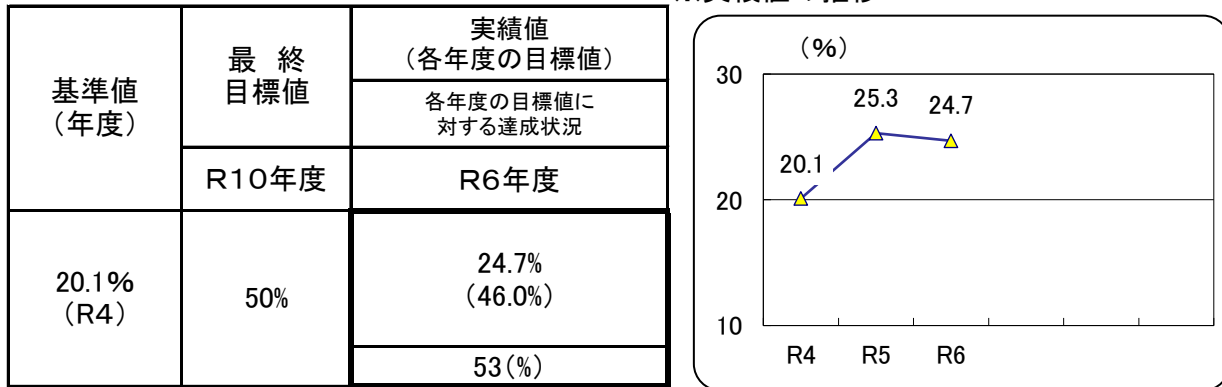 基準値
(年度)
最 終
目標値
実績値
(各年度の目標値)
各年度の目標値に
対する達成状況
R10年度
R6年度
20.1%
(R4)
50%
24.7%
(46.0%)
53(%)
(%)
30
20
10
20.1
25.3
24.7
R4
R5
R6